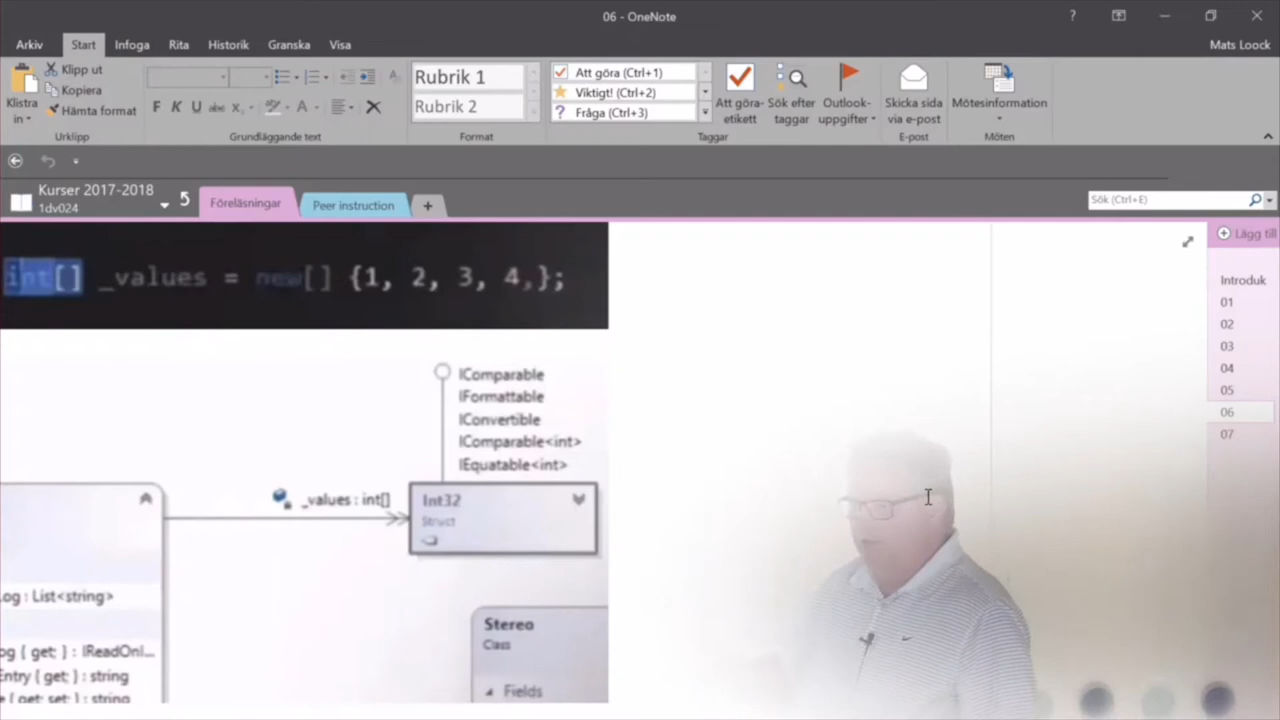 06 - OneNote
?
Arkiv Start Infoga Rita Historik Granska Visa
Mats Loock
Klistra in
Klipp ut
Kopiera
Hämta format
Urklipp
F K U abc x
A
Grundläggande text
Rubrik 1
Rubrik 2
Format
Att göra (Ctrl+1)
Viktigt! (Ctrl+2)
? Fråga (Ctrl+3)
Att göra-
etikett
Sök efter
taggar
Outlook-
uppgifter
Taggar
Skicka sida
via e-post
E-post
Mötesinformation
Möten
Kurser 2017-2018
1dv024
Föreläsningar
Peer instruction
+
Sök (Ctrl+E)
Lägg till
Introduk
01
02
03
04
05
06
07
int[] _values = new[] {1, 2, 3, 4,};
IComparable
IFormattable
IConvertible
IComparable<int>
IEquatable<int>
_values : int[]
Int32
Struct
og : List<string>
og { get; } : IReadOnl...
Entry { get; } : string
{ get; set; } : string
Stereo
Class
Fields